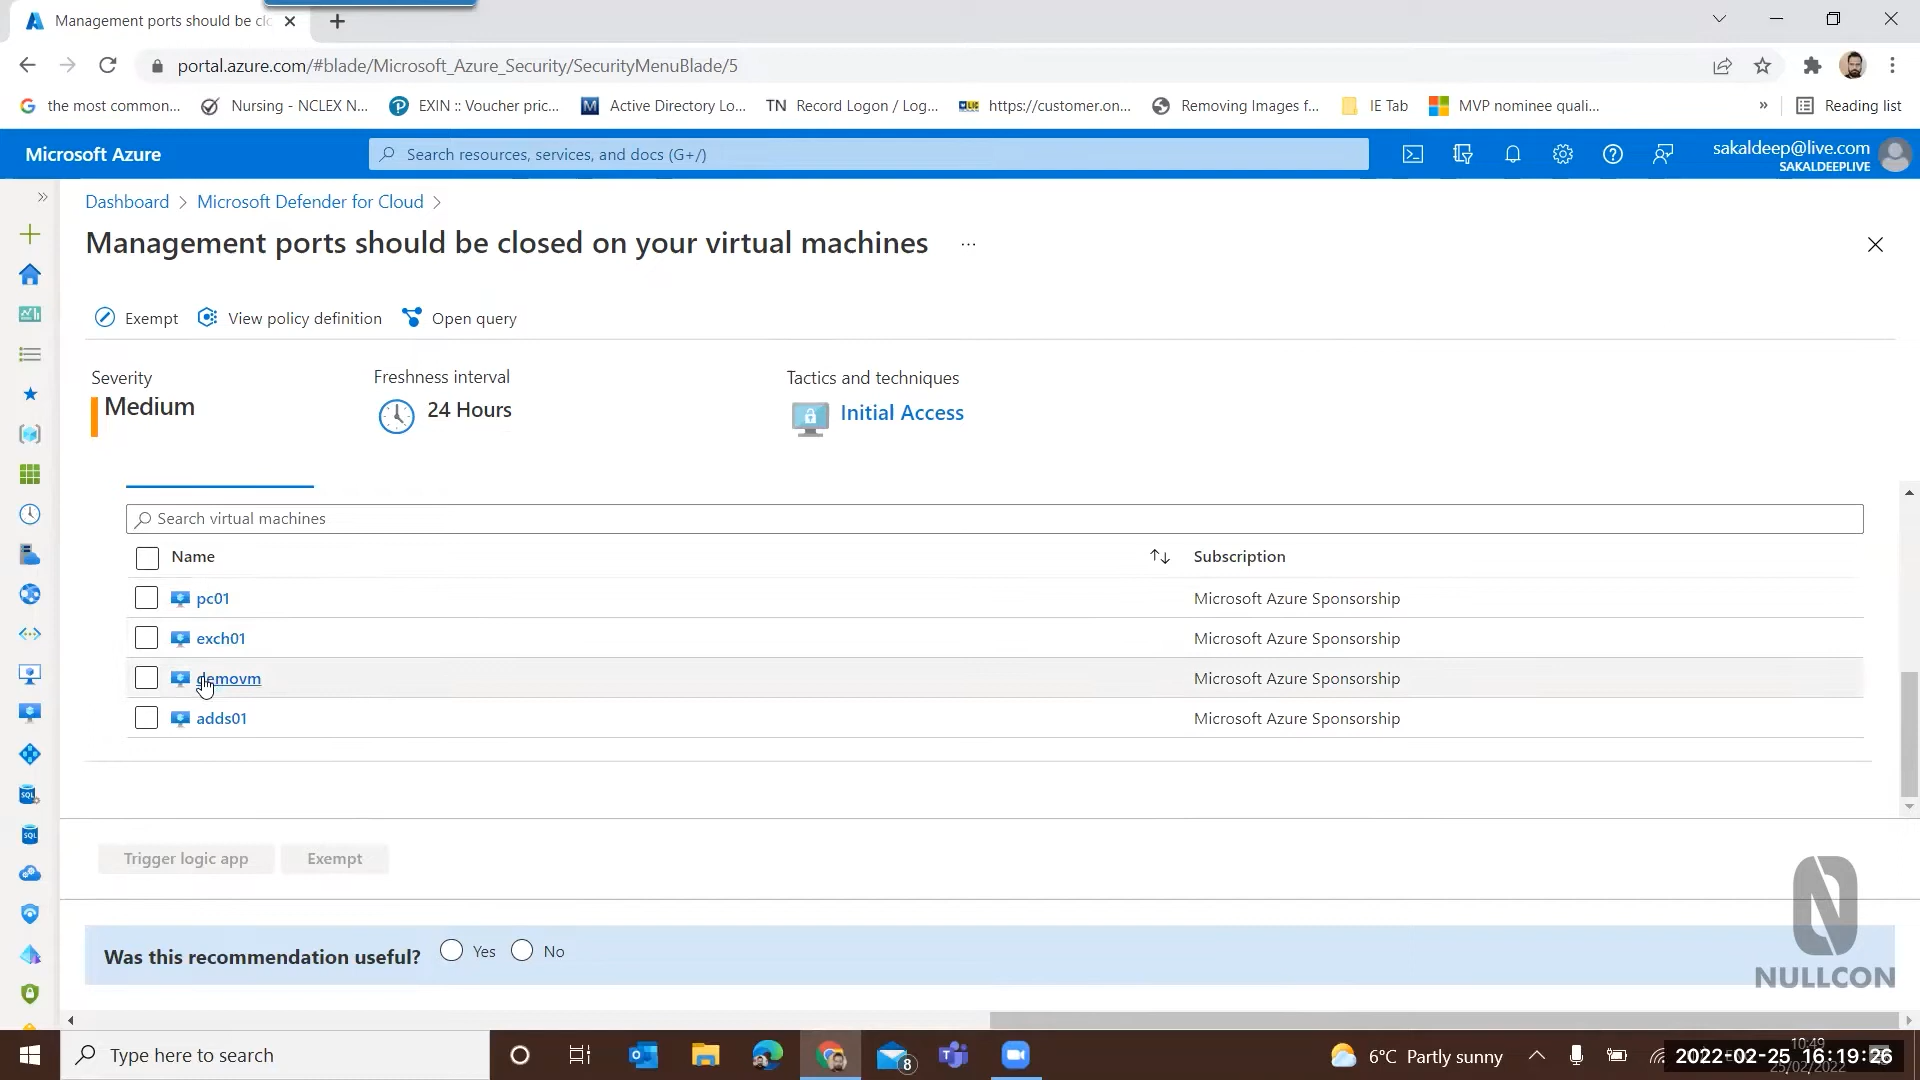 Management ports should be cl
portal.azure.com/#blade/Microsoft_Azure_Security/SecurityMenuBlade/5
the most common...
Nursing - NCLEX N...
EXIN :: Voucher pric...
Active Directory Lo...
TN Record Logon / Log...
https://customer.on...
Removing Images f...
IE Tab
MVP nominee quali...
»
Reading list
Microsoft Azure
Search resources, services, and docs (G+/)
sakaldeep@live.com
SAKALDEEPLIVE
Dashboard > Microsoft Defender for Cloud >
Management ports should be closed on your virtual machines ...
Exempt
View policy definition
Open query
Severity
Medium
Freshness interval
24 Hours
Tactics and techniques
Initial Access
Search virtual machines
Name
Subscription
pc01
Microsoft Azure Sponsorship
exch01
Microsoft Azure Sponsorship
demovm
Microsoft Azure Sponsorship
adds01
Microsoft Azure Sponsorship
Trigger logic app
Exempt
Was this recommendation useful?
Yes
No
NULLCON
Type here to search
8
6°C Partly sunny
10:49
2022-02-25 16:19:26
25/02/2022